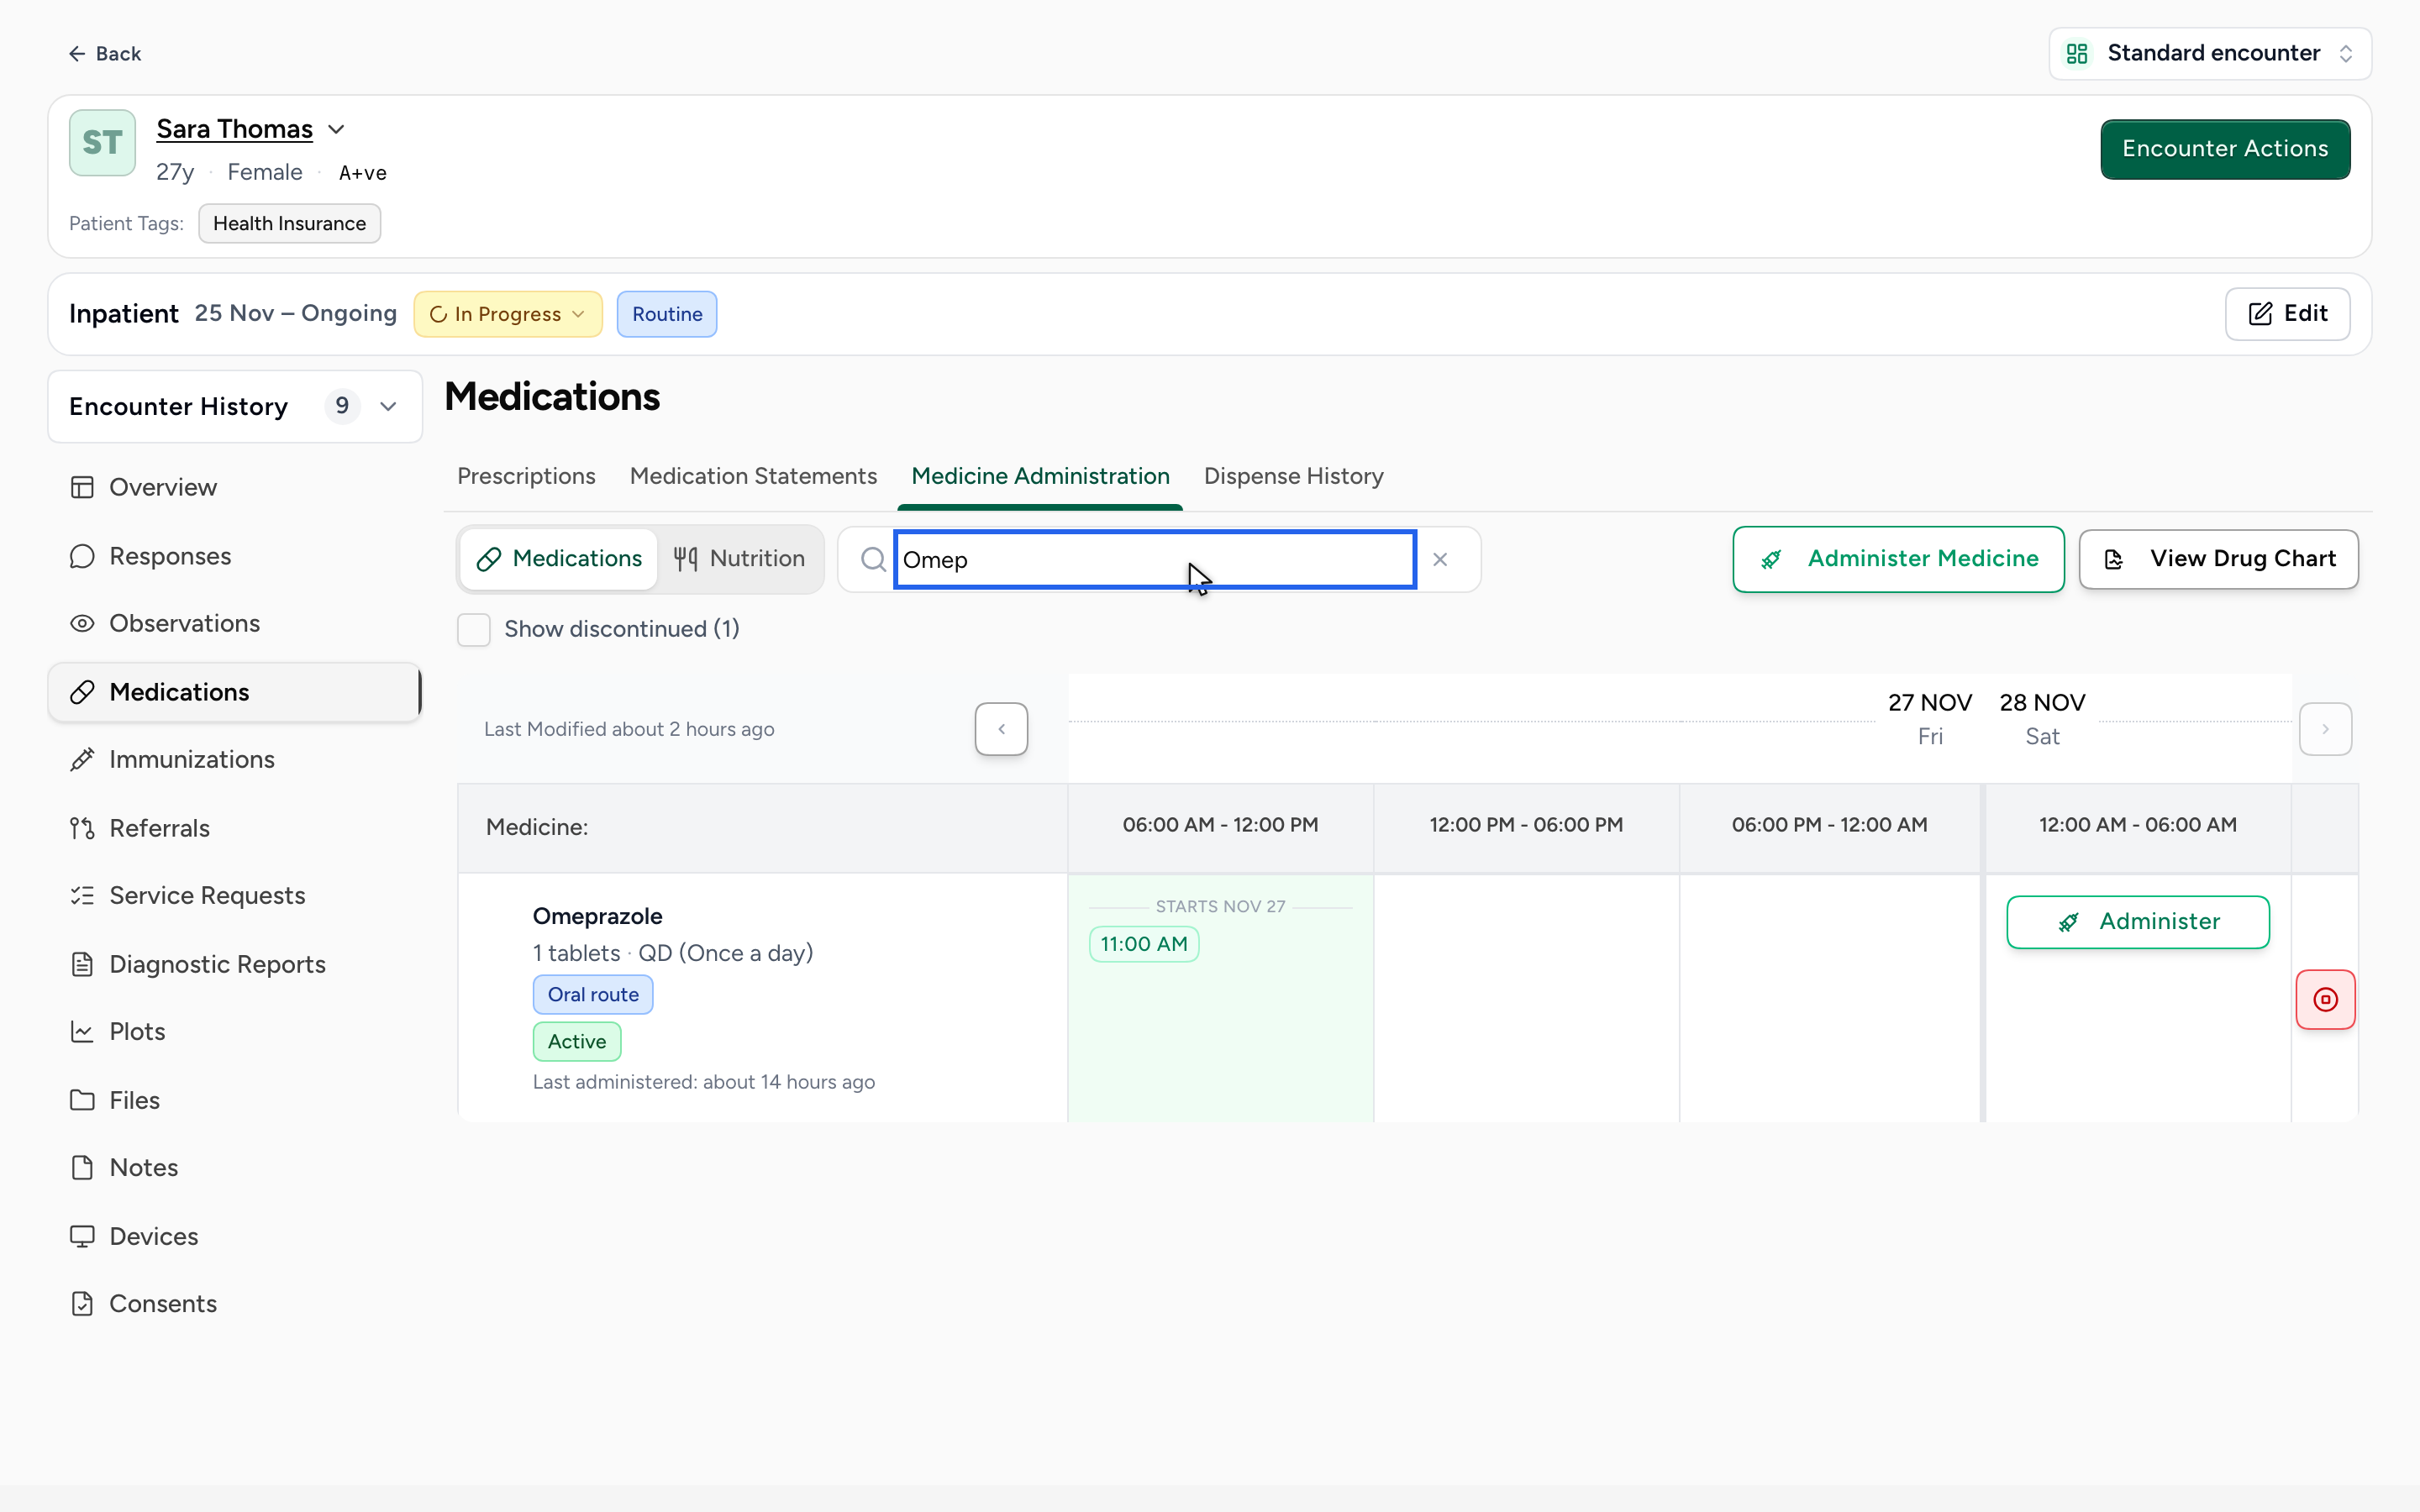 Back
Standard encounter
ST
Sara Thomas
27y · Female · A+ve
Encounter Actions
Patient Tags: Health Insurance
Inpatient 25 Nov – Ongoing In Progress Routine
Edit
Encounter History 9
Overview
Responses
Observations
Medications
Immunizations
Referrals
Service Requests
Diagnostic Reports
Plots
Files
Notes
Devices
Consents
Medications
Prescriptions Medication Statements Medicine Administration Dispense History
Medications Nutrition Omep Administer Medicine View Drug Chart
Show discontinued (1)
27 NOV 28 NOV
Last Modified about 2 hours ago
Fri Sat
Medicine: 06:00 AM - 12:00 PM 12:00 PM - 06:00 PM 06:00 PM - 12:00 AM 12:00 AM - 06:00 AM
Omeprazole
1 tablets · QD (Once a day)
Oral route
Active
Last administered: about 14 hours ago
STARTS NOV 27
11:00 AM
Administer